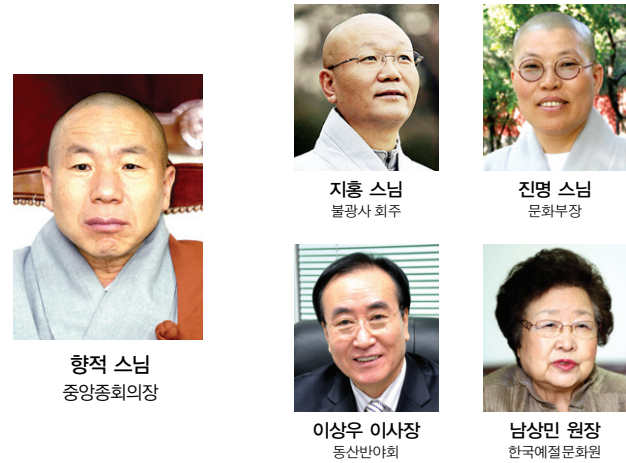 지홍 스님
불광사 회주
진명 스님
문화부장
향적 스님
중앙종회의장
이상우 이사장
동산반야회
남상민 원장
한국예절문화원